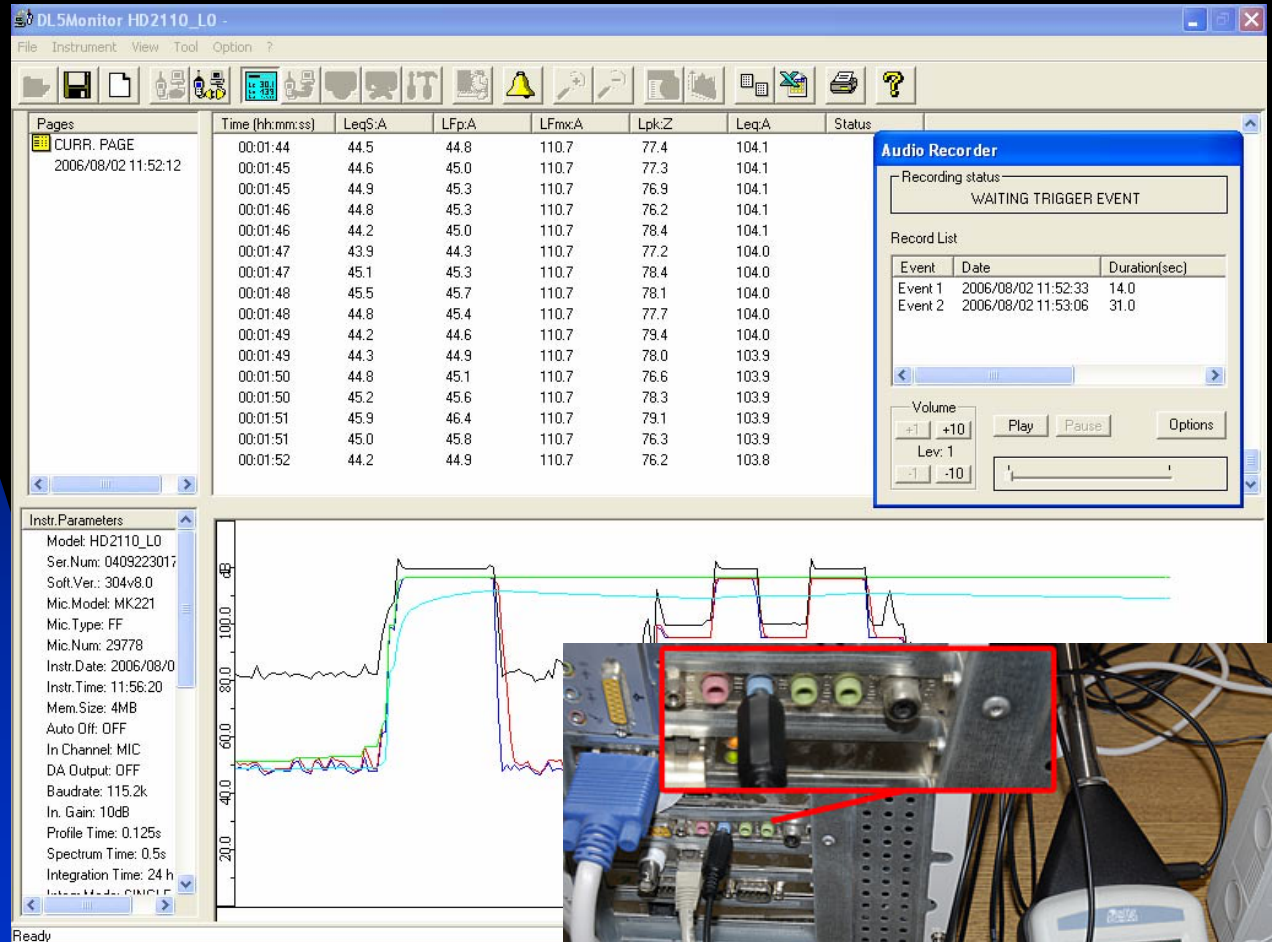 DL5Monitor HD2110_L0 -
File Instrument View Tool Option ?
Pages
CURR. PAGE
2006/08/02 11:52:12
Time (hh:mm:ss) LeqS:A LFp:A LFmx:A Lpk:Z Leq:A Status
00:01:44 44.5 44.8 110.7 77.4 104.1
00:01:45 44.6 45.0 110.7 77.3 104.1
00:01:45 44.9 45.3 110.7 76.9 104.1
00:01:46 44.8 45.3 110.7 76.2 104.1
00:01:46 44.2 45.0 110.7 78.4 104.1
00:01:47 43.9 44.3 110.7 77.2 104.0
00:01:47 45.1 45.3 110.7 78.4 104.0
00:01:48 45.5 45.7 110.7 78.1 104.0
00:01:48 44.8 45.4 110.7 77.7 104.0
00:01:49 44.2 44.6 110.7 79.4 104.0
00:01:49 44.3 44.9 110.7 78.0 103.9
00:01:50 44.8 45.1 110.7 76.6 103.9
00:01:50 45.2 45.6 110.7 78.3 103.9
00:01:51 45.9 46.4 110.7 79.1 103.9
00:01:51 45.0 45.8 110.7 76.3 103.9
00:01:52 44.2 44.9 110.7 76.2 103.8
Audio Recorder
Recording status
WAITING TRIGGER EVENT
Record List
Event Date Duration(sec)
Event 1 2006/08/02 11:52:33 14.0
Event 2 2006/08/02 11:53:06 31.0
Volume
+1 +10
Lev: 1
-1 -10
Play Pause Options
Instr.Parameters
Model: HD2110_L0
Ser.Num: 0409223017
Soft.Ver.: 304v8.0
Mic.Model: MK221
Mic.Type: FF
Mic.Num: 29778
Instr.Date: 2006/08/0
Instr.Time: 11:56:20
Mem.Size: 4MB
Auto Off: OFF
In Channel: MIC
DA Output: OFF
Baudrate: 115.2k
In. Gain: 10dB
Profile Time: 0.125s
Spectrum Time: 0.5s
Integration Time: 24 h
dB
100.0
80.0
60.0
40.0
20.0
Ready